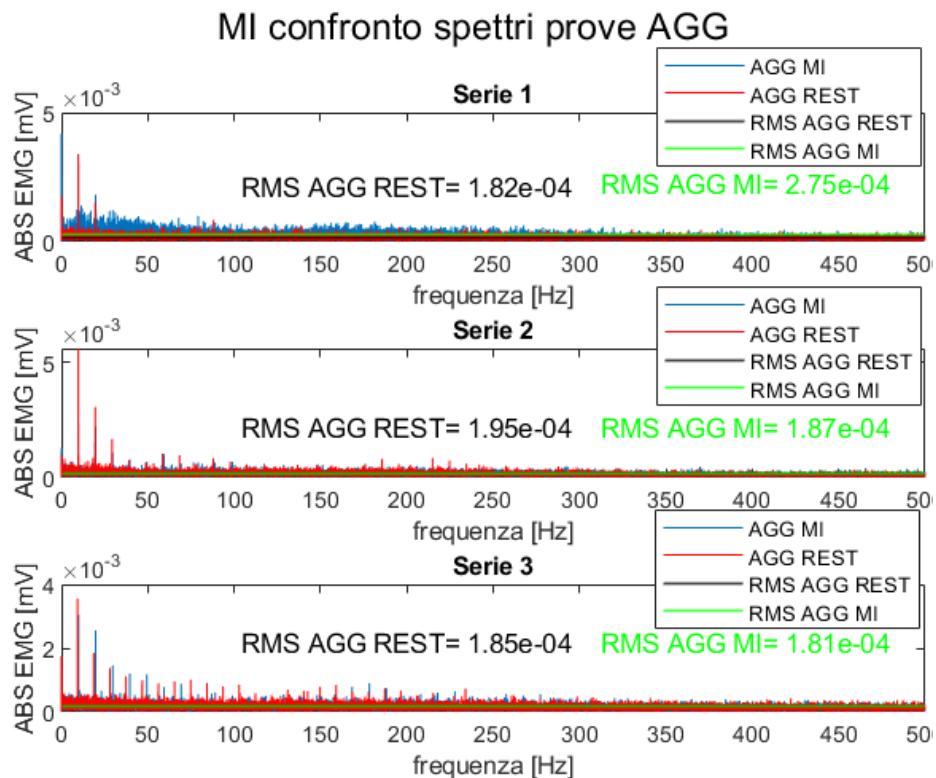 MI confronto spettri prove AGG
×10⁻³
Serie 1
AGG MI
AGG REST
RMS AGG REST
RMS AGG MI
RMS AGG REST= 1.82e-04
RMS AGG MI= 2.75e-04
ABS EMG [mV]
5
0
0 50 100 150 200 250 300 350 400 450 500
frequenza [Hz]
×10⁻³
Serie 2
AGG MI
AGG REST
RMS AGG REST
RMS AGG MI
RMS AGG REST= 1.95e-04
RMS AGG MI= 1.87e-04
ABS EMG [mV]
5
0
0 50 100 150 200 250 300 350 400 450 500
frequenza [Hz]
×10⁻³
Serie 3
AGG MI
AGG REST
RMS AGG REST
RMS AGG MI
RMS AGG REST= 1.85e-04
RMS AGG MI= 1.81e-04
ABS EMG [mV]
4
2
0
0 50 100 150 200 250 300 350 400 450 500
frequenza [Hz]